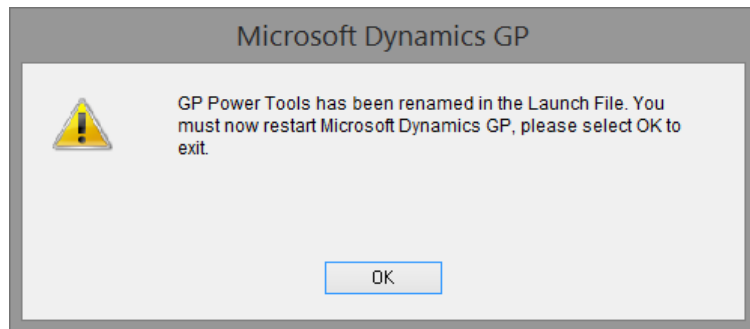 Microsoft Dynamics GP
GP Power Tools has been renamed in the Launch File. You
must now restart Microsoft Dynamics GP, please select OK to
exit.
OK